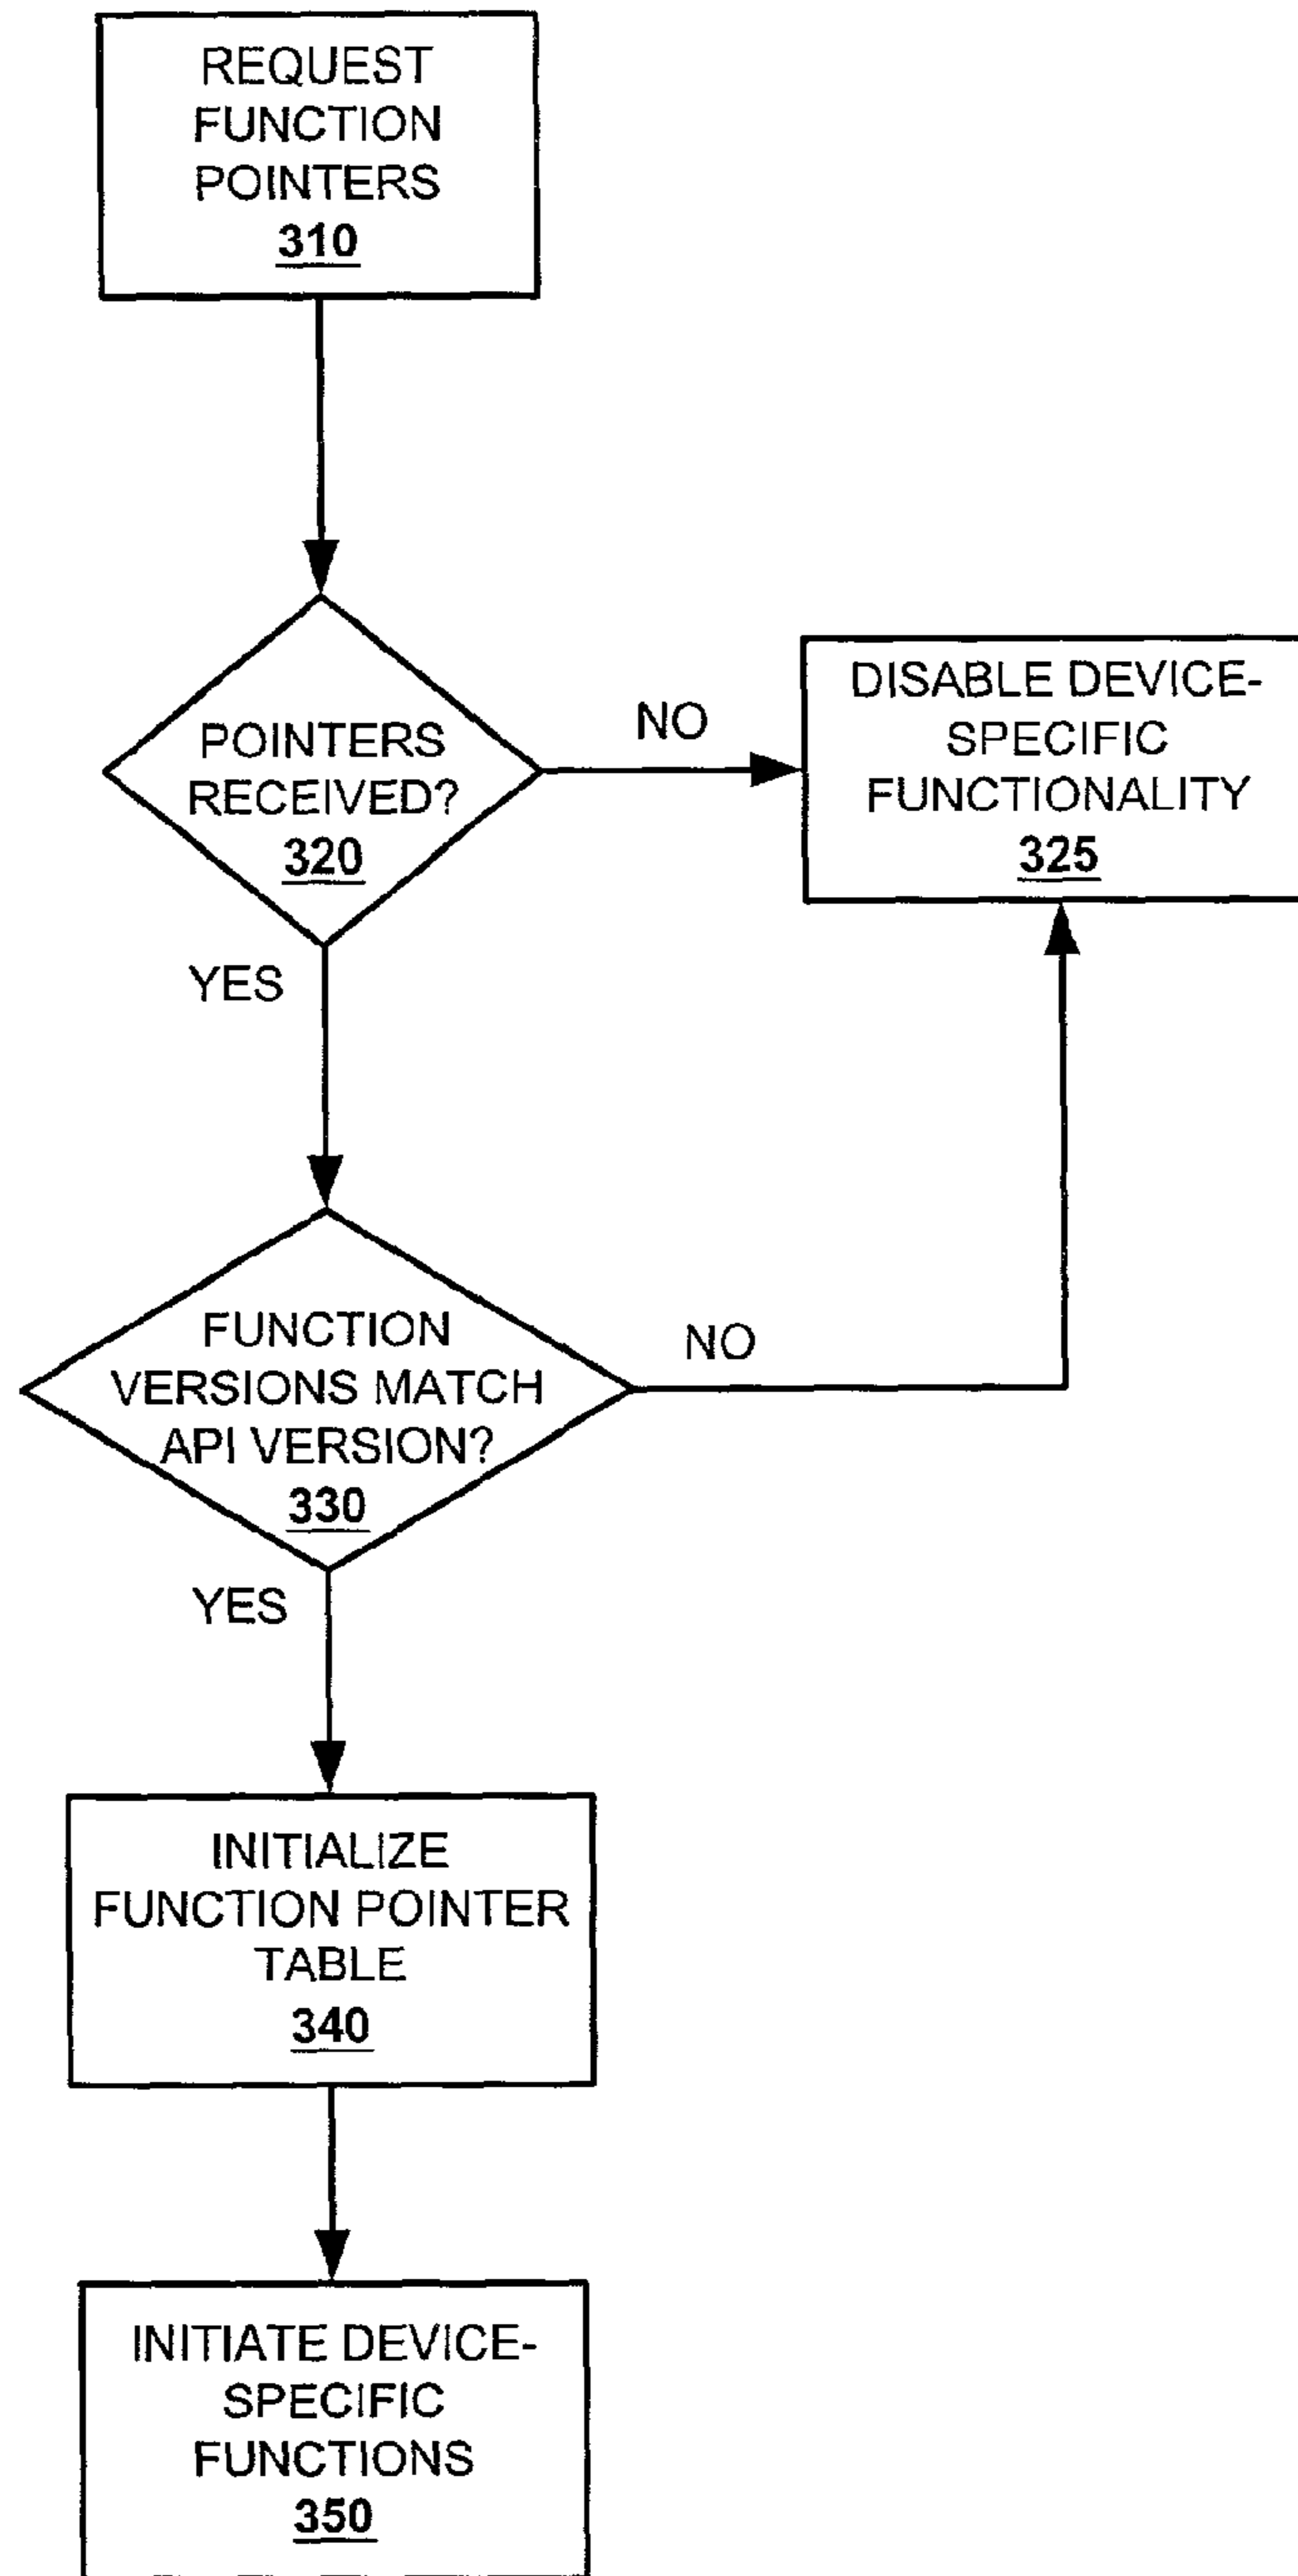 REQUEST
FUNCTION
POINTERS
310
POINTERS
RECEIVED?
320
NO
DISABLE DEVICE-
SPECIFIC
FUNCTIONALITY
325
YES
FUNCTION
VERSIONS MATCH
API VERSION?
330
NO
YES
INITIALIZE
FUNCTION POINTER
TABLE
340
INITIATE DEVICE-
SPECIFIC
FUNCTIONS
350